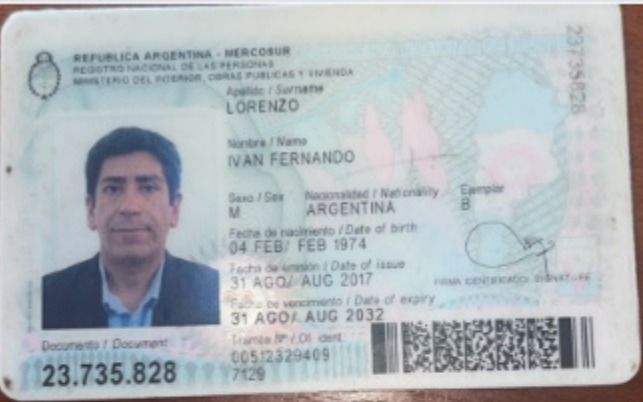 REPUBLICA ARGENTINA - MERCOSUR
REGISTRO NACIONAL DE LAS PERSONAS
MINISTERIO DEL INTERIOR, OBRAS PUBLICAS Y VIVIENDA
Apellido / Surname
LORENZO
Nombre / Name
IVAN FERNANDO
Sexo / Sex Nacionalidad / Nationality Ejemplar
M ARGENTINA B
Fecha de nacimiento / Date of birth
04 FEB/ FEB 1974
Fecha de emisión / Date of issue
31 AGO/ AUG 2017
Fecha de vencimiento / Date of expiry
31 AGO/ AUG 2032
FIRMA IDENTIFICADO / SIGNATURE
Documento / Document
23.735.828
Tramite Nº / Of. ident.
00512329409
7129
23735828